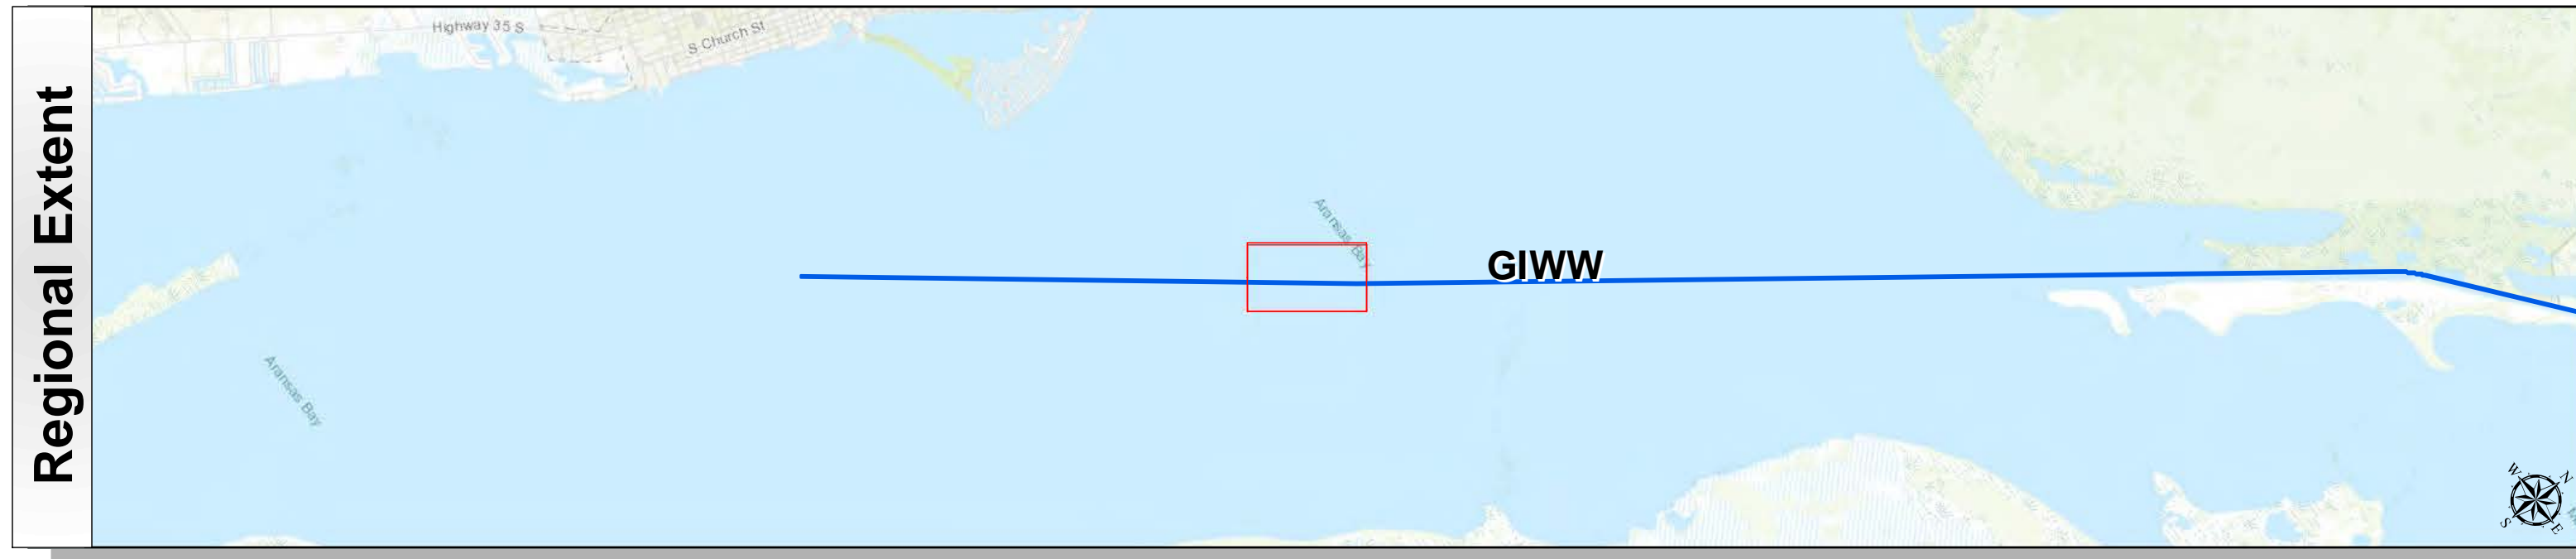 Regional Extent
Highway 35 S
S Church St
Aransas Bay
GIWW
Aransas Bay
W
N
S
E